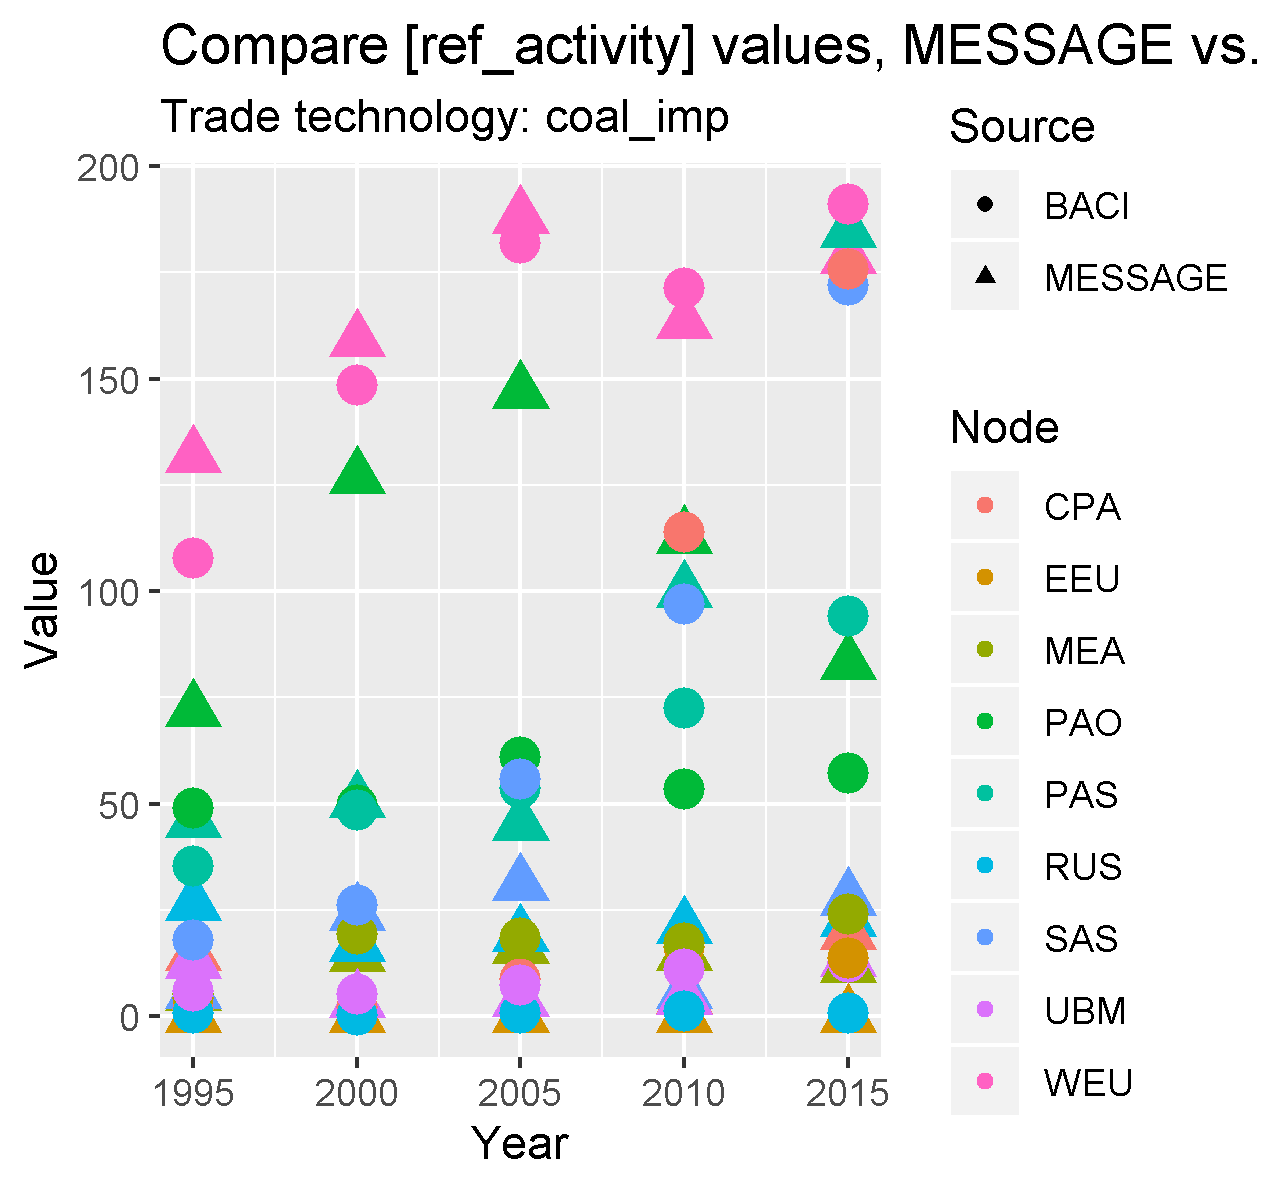 Compare [ref_activity] values, MESSAGE vs.
Trade technology: coal_imp
Value
200
150
100
50
0
1995
2000
2005
2010
2015
Year
Source
BACI
MESSAGE
Node
CPA
EEU
MEA
PAO
PAS
RUS
SAS
UBM
WEU